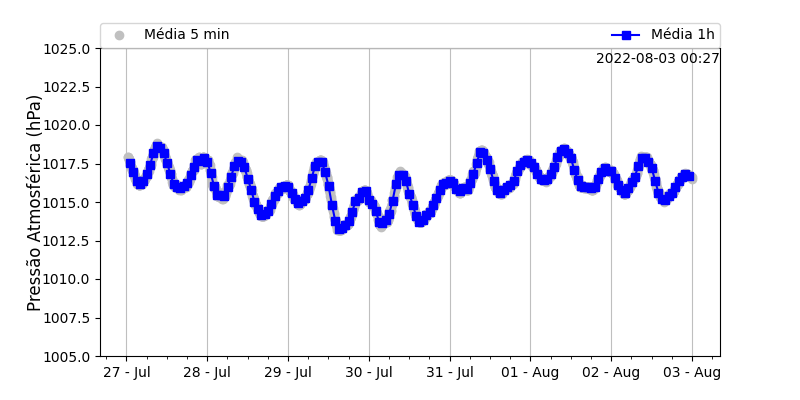 Média 5 min
Média 1h
2022-08-03 00:27
Pressão Atmosférica (hPa)
1025.0
1022.5
1020.0
1017.5
1015.0
1012.5
1010.0
1007.5
1005.0
27 - Jul
28 - Jul
29 - Jul
30 - Jul
31 - Jul
01 - Aug
02 - Aug
03 - Aug